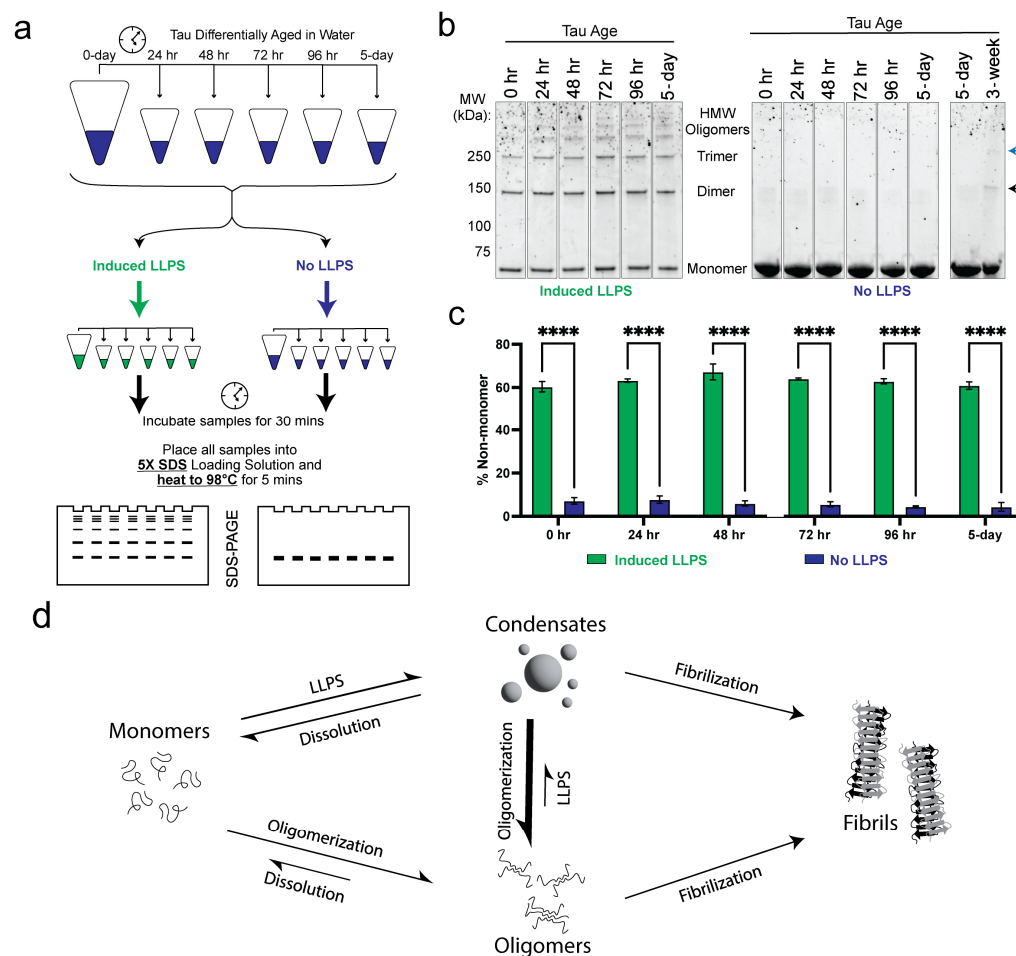 a
Tau Differentially Aged in Water
0-day 24 hr 48 hr 72 hr 96 hr 5-day
Induced LLPS
No LLPS
Incubate samples for 30 mins
Place all samples into
5X SDS Loading Solution and
heat to 98°C for 5 mins
SDS-PAGE
b
Tau Age
Tau Age
0 hr 24 hr 48 hr 72 hr 96 hr 5-day
0 hr 24 hr 48 hr 72 hr 96 hr 5-day 5-day 3-week
MW
(kDa):
250
150
100
75
HMW
Oligomers
Trimer
Dimer
Monomer
Induced LLPS
No LLPS
c
**** **** **** **** **** ****
% Non-monomer
80
60
40
20
0
0 hr 24 hr 48 hr 72 hr 96 hr 5-day
Induced LLPS No LLPS
d
Condensates
LLPS
Dissolution
Monomers
Fibrilization
Oligomerization
LLPS
Fibrils
Oligomerization
Dissolution
Fibrilization
Oligomers